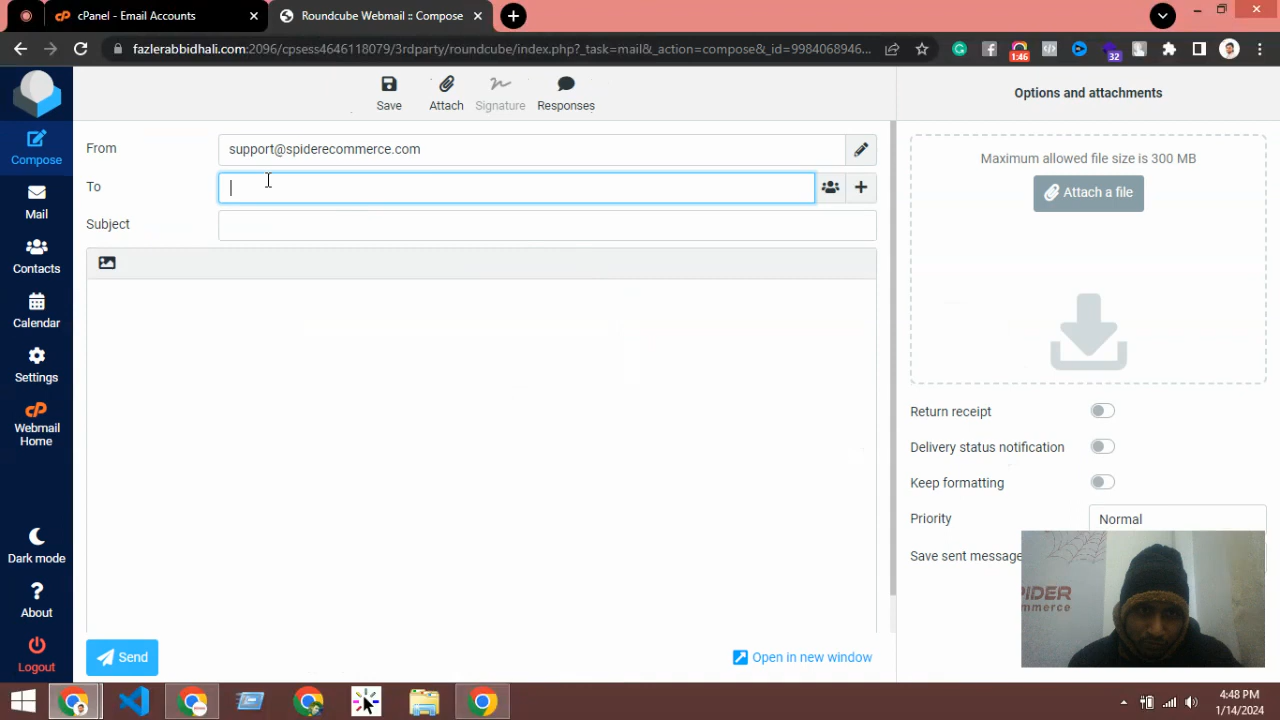 cPanel - Email Accounts
Roundcube Webmail :: Compose
fazlerabbidhali.com:2096/cpsess4646118079/3rdparty/roundcube/index.php?_task=mail&_action=compose&_id=9984068946...
1:46
32
Compose
Mail
Contacts
Calendar
Settings
Webmail
Home
Dark mode
About
Logout
Save
Attach
Signature
Responses
From
support@spiderecommerce.com
To
Subject
Send
Open in new window
Options and attachments
Maximum allowed file size is 300 MB
Attach a file
Return receipt
Delivery status notification
Keep formatting
Priority
Normal
Save sent message
PIDER
mmerce
4:48 PM
1/14/2024